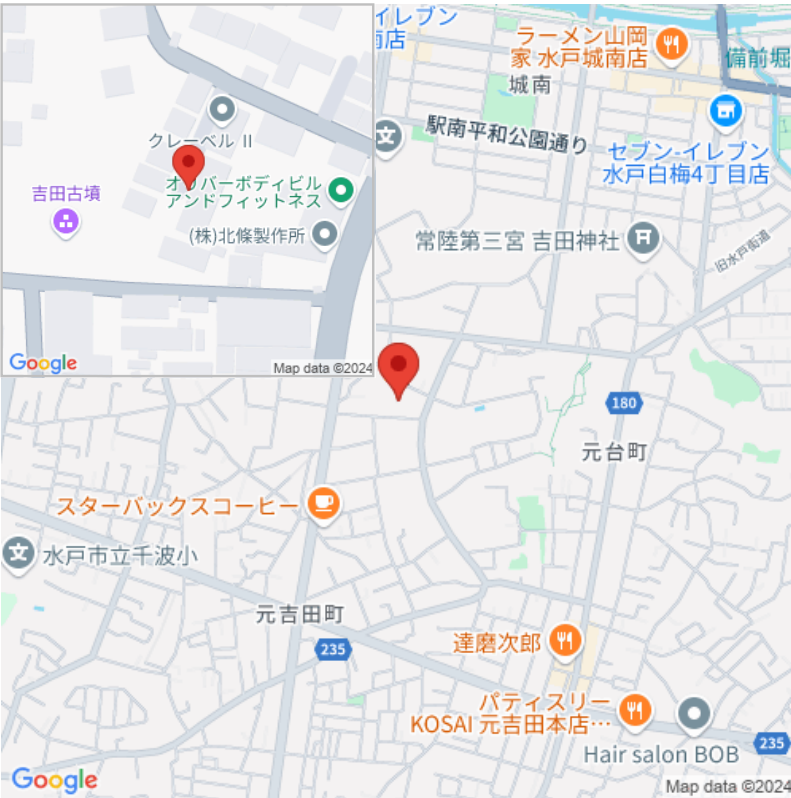 クレーベル Ⅱ
オリバーボディビル
アンドフィットネス
吉田古墳
(株)北條製作所
Google
Map data ©2024
イレブン
南店
ラーメン山岡
家 水戸城南店
城南
備前堀
駅南平和公園通り
セブン-イレブン
水戸白梅4丁目店
常陸第三宮 吉田神社
旧水戸街道
180
元台町
スターバックスコーヒー
水戸市立千波小
元吉田町
235
達磨次郎
パティスリー
KOSAI 元吉田本店…
Hair salon BOB
235
Google
Map data ©2024